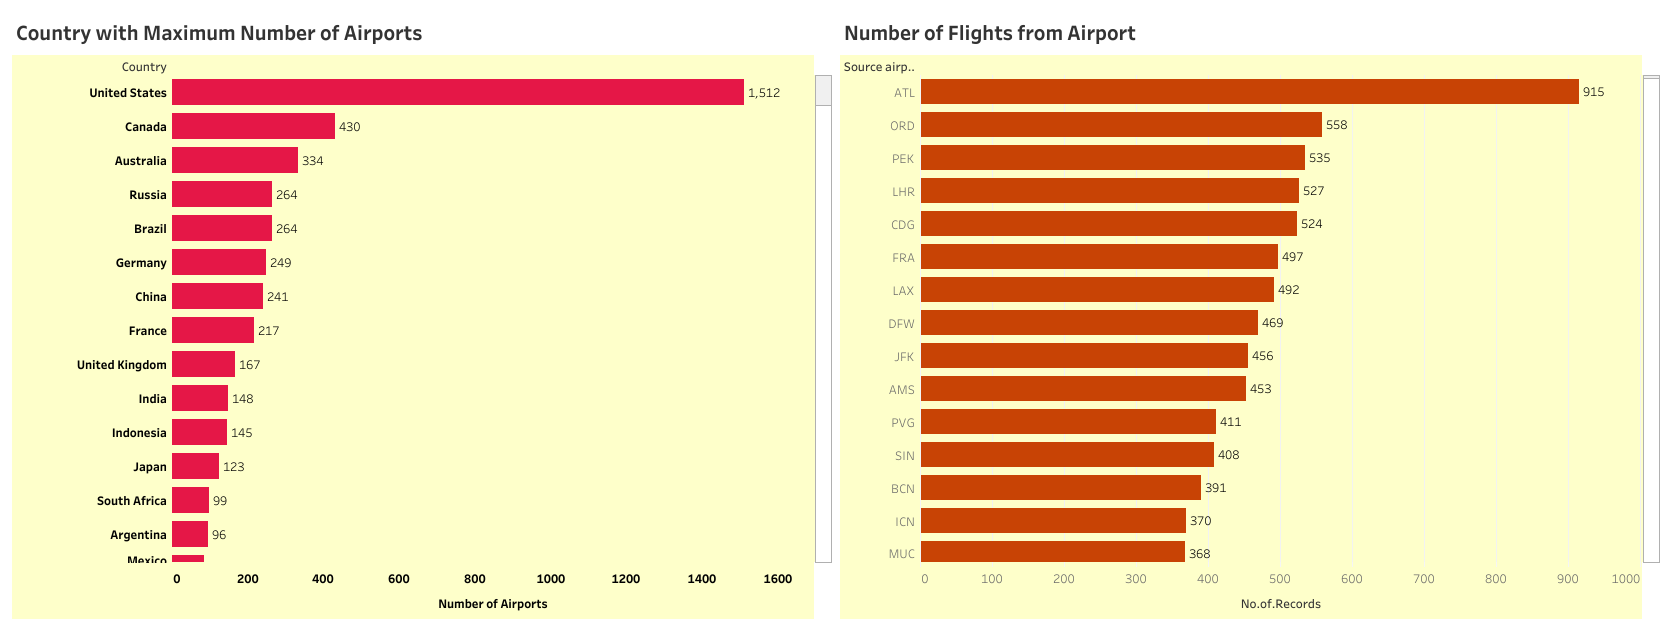 Country with Maximum Number of Airports
Country
United States 1,512
Canada 430
Australia 334
Russia 264
Brazil 264
Germany 249
China 241
France 217
United Kingdom 167
India 148
Indonesia 145
Japan 123
South Africa 99
Argentina 96
Mexico
0 200 400 600 800 1000 1200 1400 1600
Number of Airports
Number of Flights from Airport
Source airp..
ATL 915
ORD 558
PEK 535
LHR 527
CDG 524
FRA 497
LAX 492
DFW 469
JFK 456
AMS 453
PVG 411
SIN 408
BCN 391
ICN 370
MUC 368
0 100 200 300 400 500 600 700 800 900 1000
No.of.Records